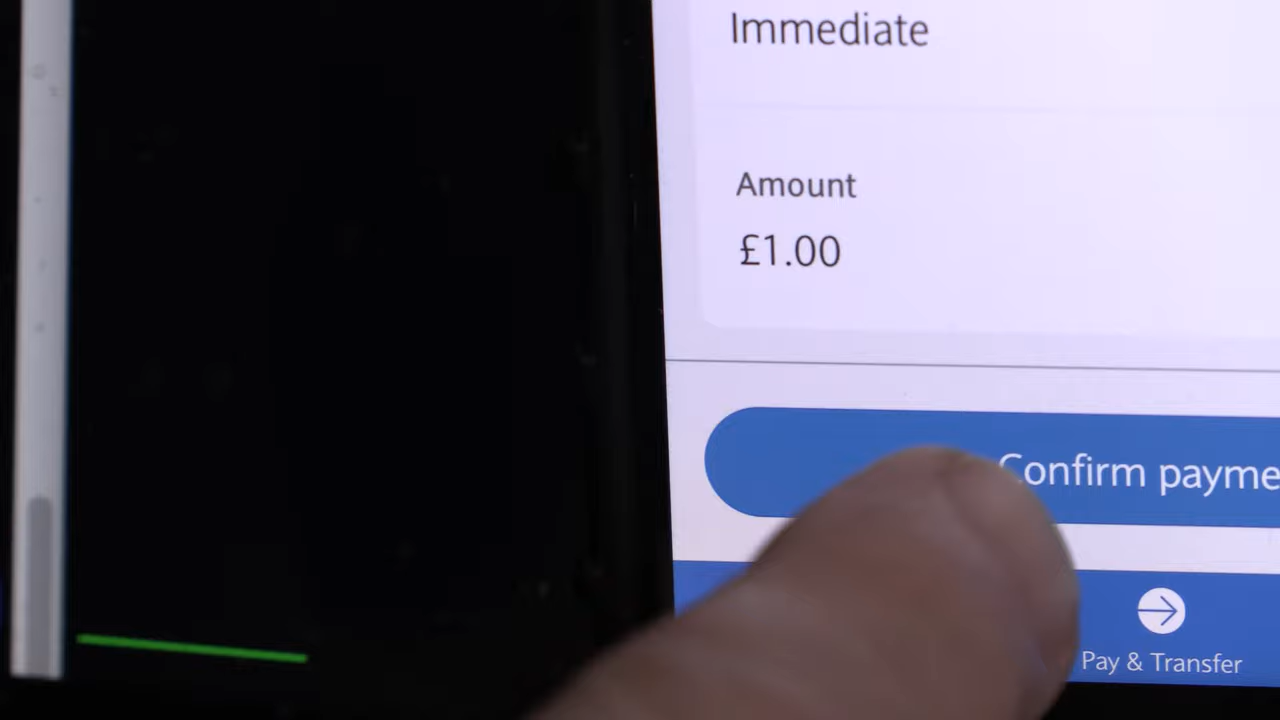 Immediate
Amount
£1.00
Confirm payme
Pay & Transfer